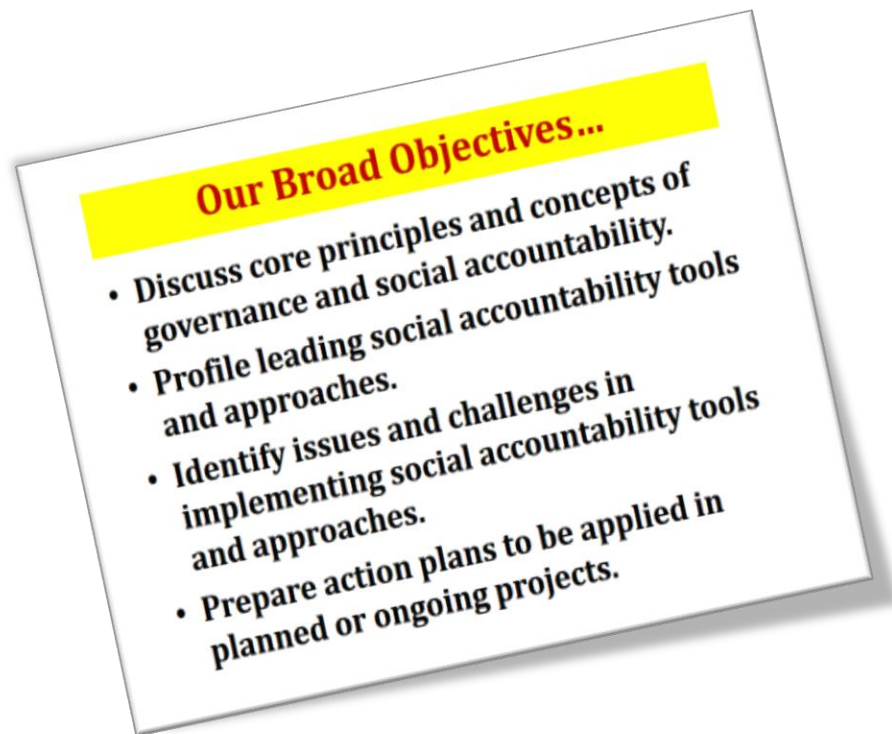 Our Broad Objectives...
• Discuss core principles and concepts of
governance and social accountability.
• Profile leading social accountability tools
and approaches.
• Identify issues and challenges in
implementing social accountability tools
and approaches.
• Prepare action plans to be applied in
planned or ongoing projects.